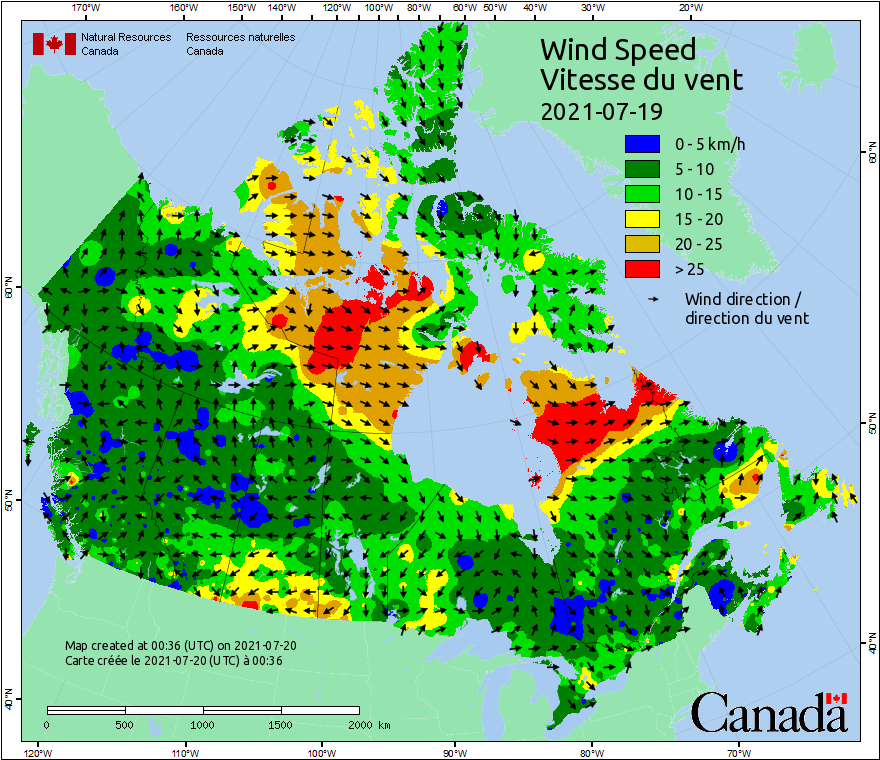 170°W 160°W 150°W 140°W 120°W 100°W 80°W 60°W 50°W 40°W 30°W 20°W
Natural Resources Ressources naturelles
Canada Canada
Wind Speed
Vitesse du vent
2021-07-19
0 - 5 km/h
5 - 10
10 - 15
15 - 20
20 - 25
> 25
Wind direction /
direction du vent
60°N
60°N
50°N
50°N
40°N
40°N
Map created at 00:36 (UTC) on 2021-07-20
Carte créée le 2021-07-20 (UTC) à 00:36
0 500 1000 1500 2000 km
Canada
120°W 110°W 100°W 90°W 80°W 70°W